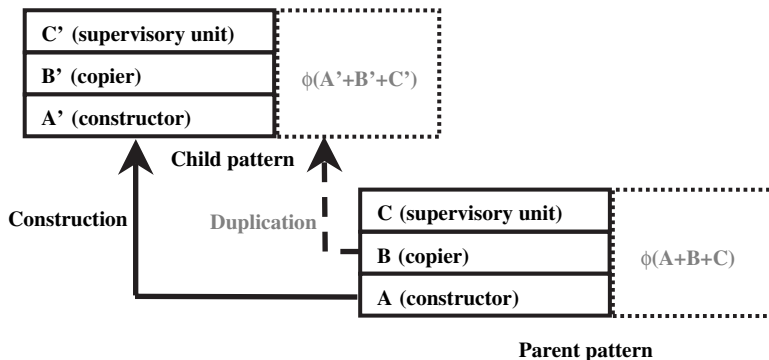 C’ (supervisory unit)
B’ (copier)
ϕ(A’+B’+C’)
A’ (constructor)
Child pattern
Construction
Duplication
C (supervisory unit)
B (copier)
ϕ(A+B+C)
A (constructor)
Parent pattern